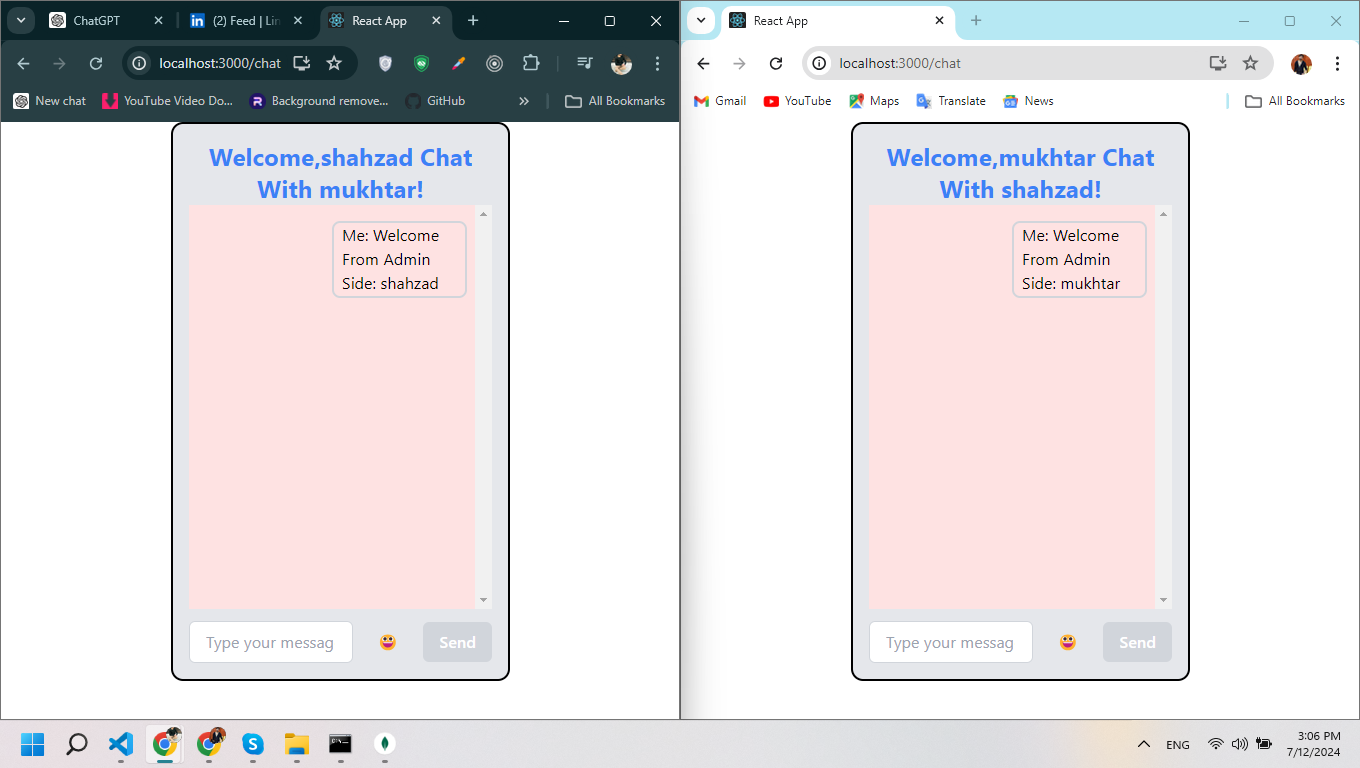 ChatGPT
(2) Feed | Lin
React App
localhost:3000/chat
New chat
YouTube Video Do...
Background remove...
GitHub
All Bookmarks
Welcome,shahzad Chat
With mukhtar!
Me: Welcome
From Admin
Side: shahzad
Type your messag
Send
React App
localhost:3000/chat
Gmail
YouTube
Maps
Translate
News
All Bookmarks
Welcome,mukhtar Chat
With shahzad!
Me: Welcome
From Admin
Side: mukhtar
Type your messag
Send
ENG
3:06 PM
7/12/2024